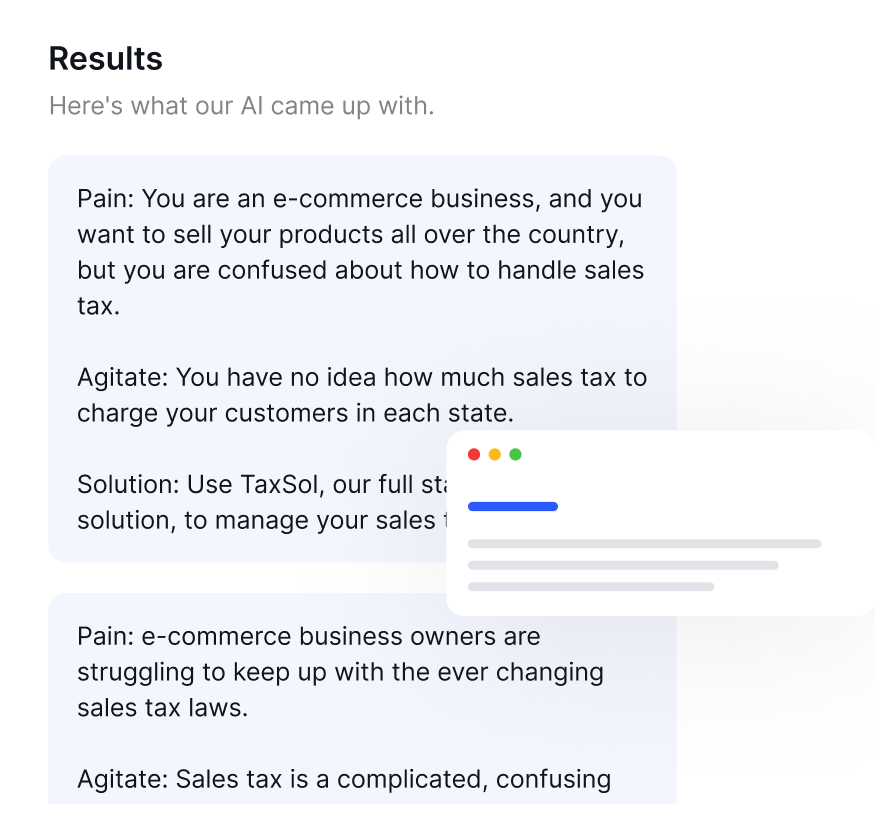 Results
Here's what our AI came up with.
Pain: You are an e-commerce business, and you
want to sell your products all over the country,
but you are confused about how to handle sales
tax.
Agitate: You have no idea how much sales tax to
charge your customers in each state.
Solution: Use TaxSol, our full
solution, to manage your sales
Pain: e-commerce business owners are
struggling to keep up with the ever changing
sales tax laws.
Agitate: Sales tax is a complicated, confusing